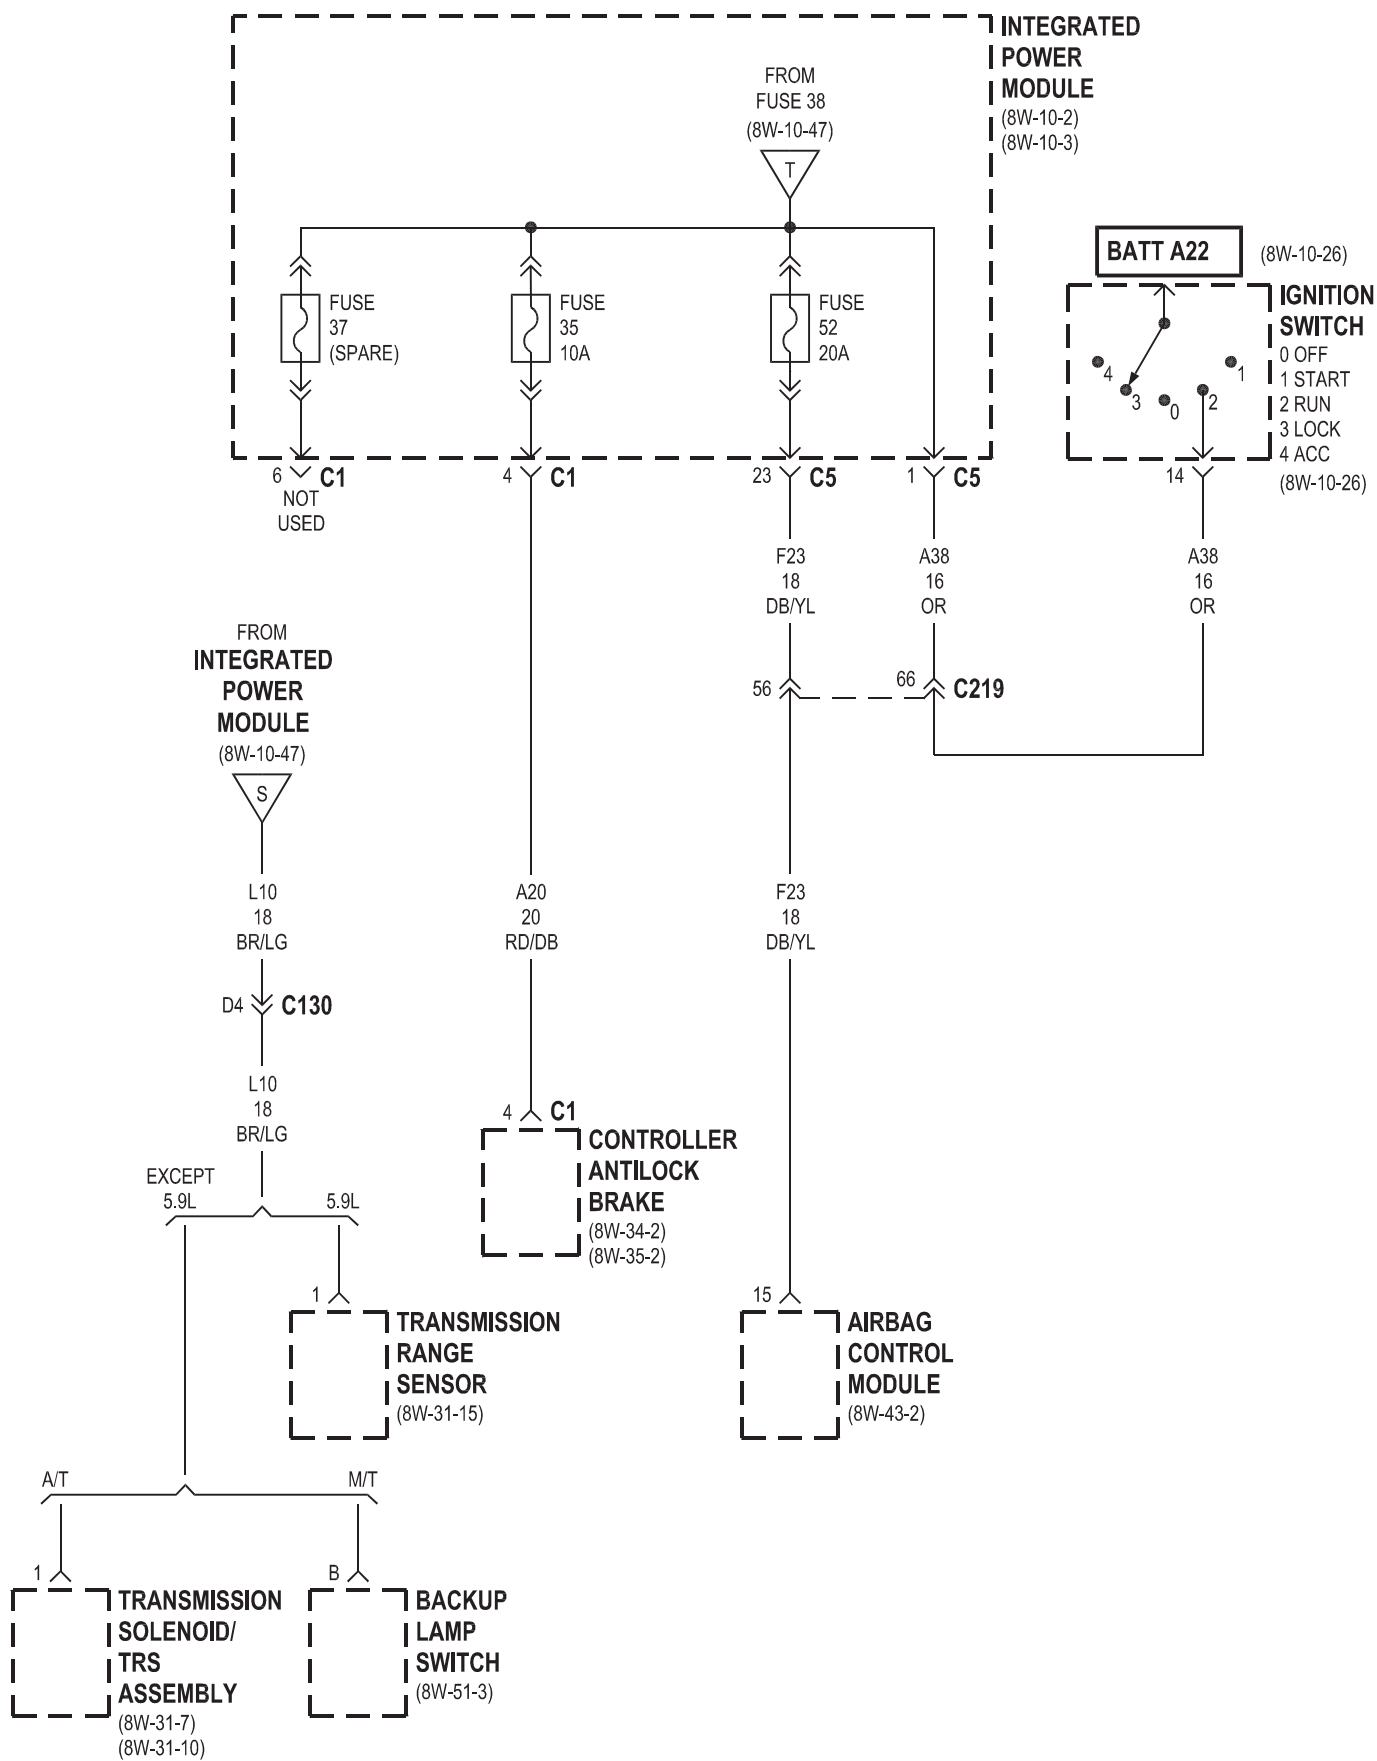 INTEGRATED
POWER
MODULE
(8W-10-2)
(8W-10-3)
FROM
FUSE 38
(8W-10-47)
T
BATT A22
(8W-10-26)
IGNITION
SWITCH
0 OFF
1 START
2 RUN
3 LOCK
4 ACC
(8W-10-26)
4
3
0
2
1
FUSE
37
(SPARE)
FUSE
35
10A
FUSE
52
20A
6
C1
NOT
USED
4
C1
23
C5
1
C5
14
F23
18
DB/YL
A38
16
OR
A38
16
OR
56
66
C219
FROM
INTEGRATED
POWER
MODULE
(8W-10-47)
S
L10
18
BR/LG
A20
20
RD/DB
F23
18
DB/YL
D4
C130
L10
18
BR/LG
EXCEPT
5.9L
5.9L
4
C1
CONTROLLER
ANTILOCK
BRAKE
(8W-34-2)
(8W-35-2)
1
TRANSMISSION
RANGE
SENSOR
(8W-31-15)
15
AIRBAG
CONTROL
MODULE
(8W-43-2)
A/T
M/T
1
TRANSMISSION
SOLENOID/
TRS
ASSEMBLY
(8W-31-7)
(8W-31-10)
B
BACKUP
LAMP
SWITCH
(8W-51-3)